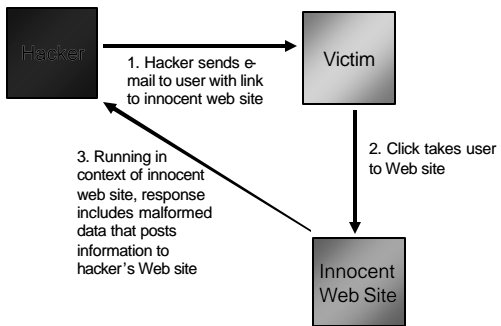 Hacker
1. Hacker sends e-
mail to user with link
to innocent web site
Victim
2. Click takes user
to Web site
3. Running in
context of innocent
web site, response
includes malformed
data that posts
information to
hacker's Web site
Innocent
Web Site